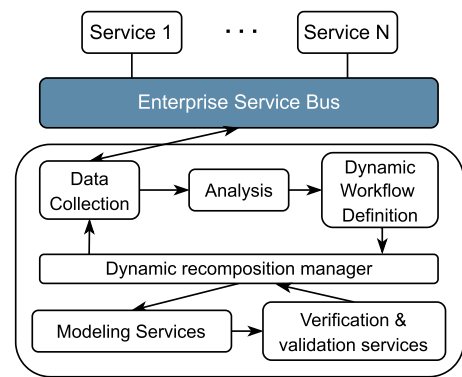 Service 1
. . .
Service N
Enterprise Service Bus
Data
Collection
Analysis
Dynamic
Workflow
Definition
Dynamic recomposition manager
Modeling Services
Verification &
validation services